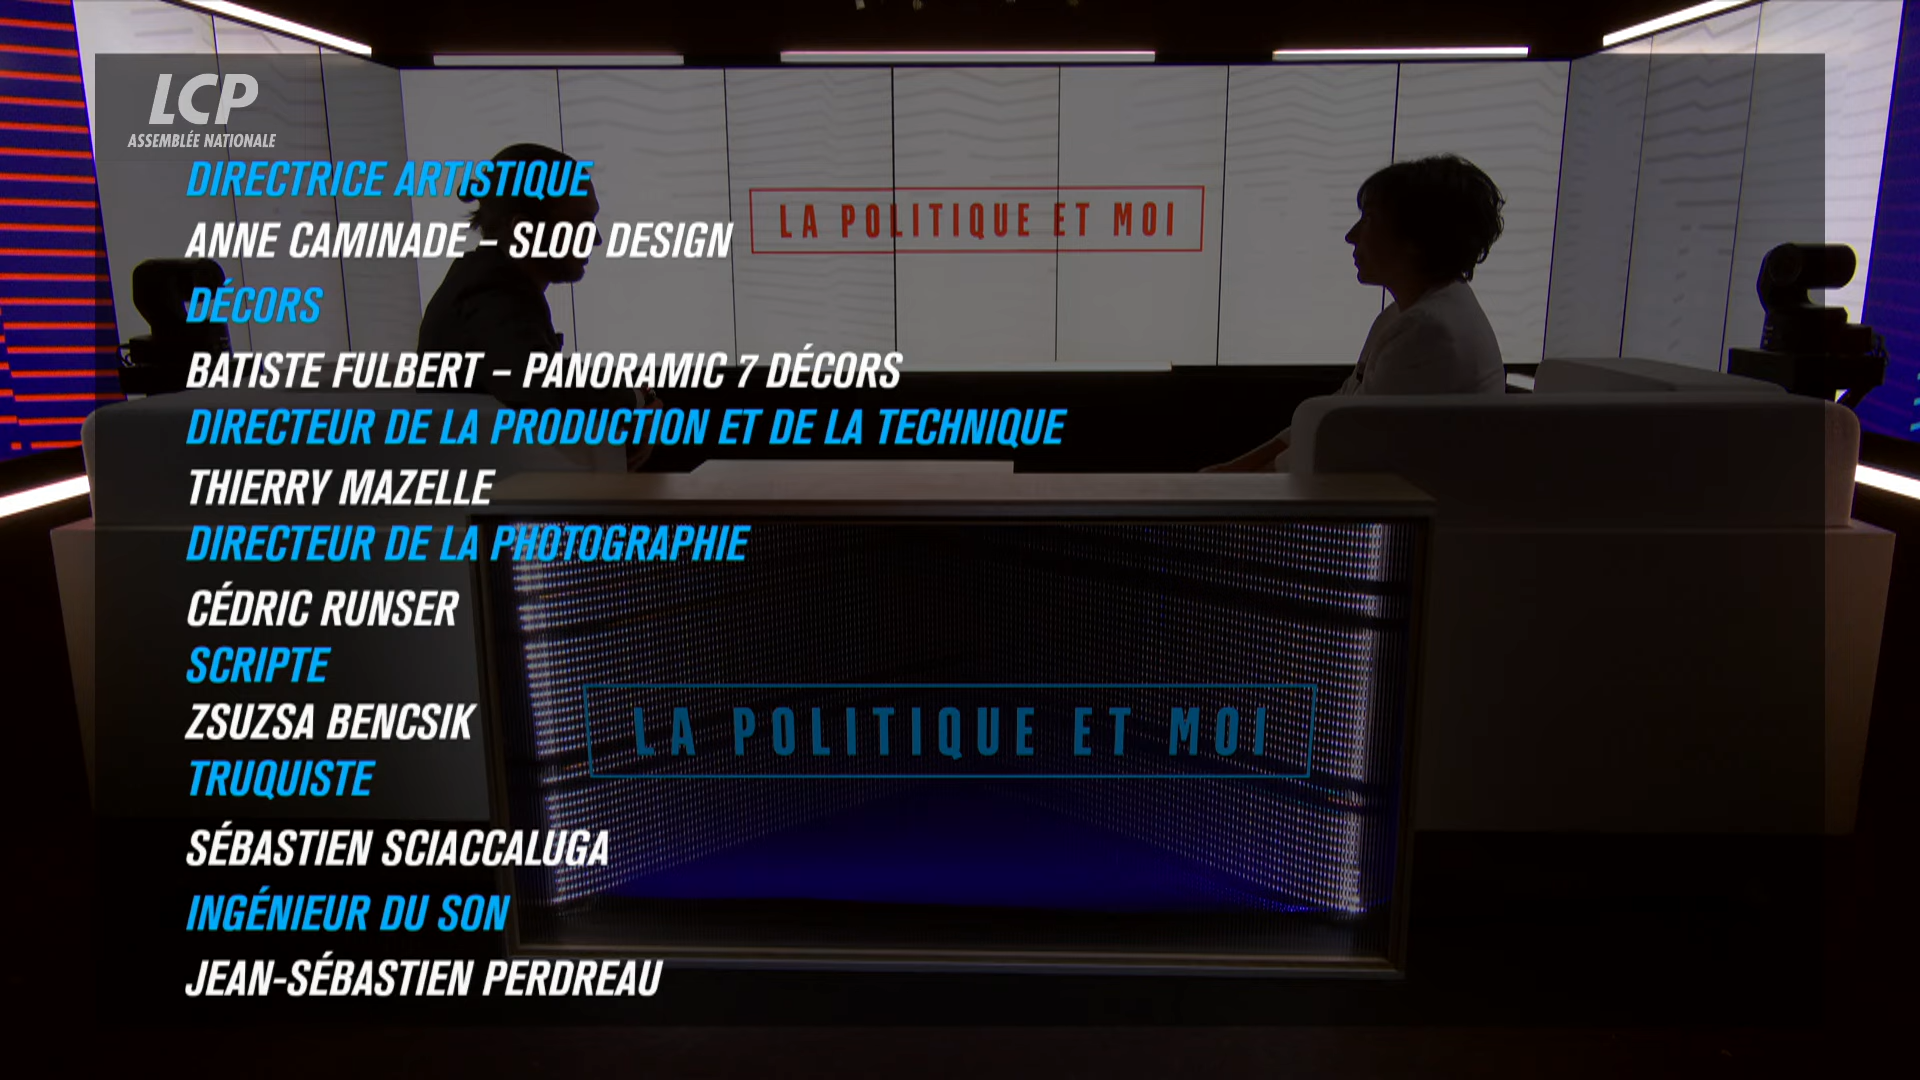 LCP
ASSEMBLÉE NATIONALE
DIRECTRICE ARTISTIQUE
ANNE CAMINADE – SLOO DESIGN
LA POLITIQUE ET MOI
DÉCORS
BATISTE FULBERT – PANORAMIC 7 DÉCORS
DIRECTEUR DE LA PRODUCTION ET DE LA TECHNIQUE
THIERRY MAZELLE
DIRECTEUR DE LA PHOTOGRAPHIE
CÉDRIC RUNSER
SCRIPTE
ZSUZSA BENCSIK
LA POLITIQUE ET MOI
TRUQUISTE
SÉBASTIEN SCIACCALUGA
INGÉNIEUR DU SON
JEAN-SÉBASTIEN PERDREAU